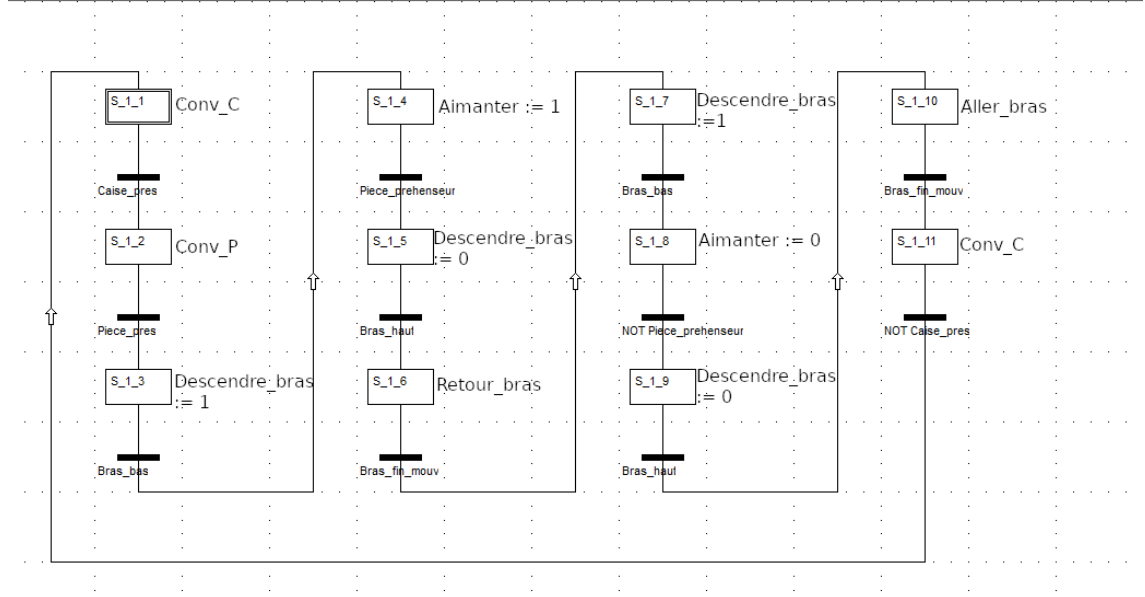 S_1_1
Conv_C
Caise_pres
S_1_2
Conv_P
Piece_pres
S_1_3
Descendre_bras
:= 1
Bras_bas
S_1_4
Aimanter := 1
Piece_prehenseur
S_1_5
Descendre_bras
:= 0
Bras_haut
S_1_6
Retour_bras
Bras_fin_mouv
S_1_7
Descendre_bras
:=1
Bras_bas
S_1_8
Aimanter := 0
NOT Piece_prehenseur
S_1_9
Descendre_bras
:= 0
Bras_haut
S_1_10
Aller_bras
Bras_fin_mouv
S_1_11
Conv_C
NOT Caise_pres